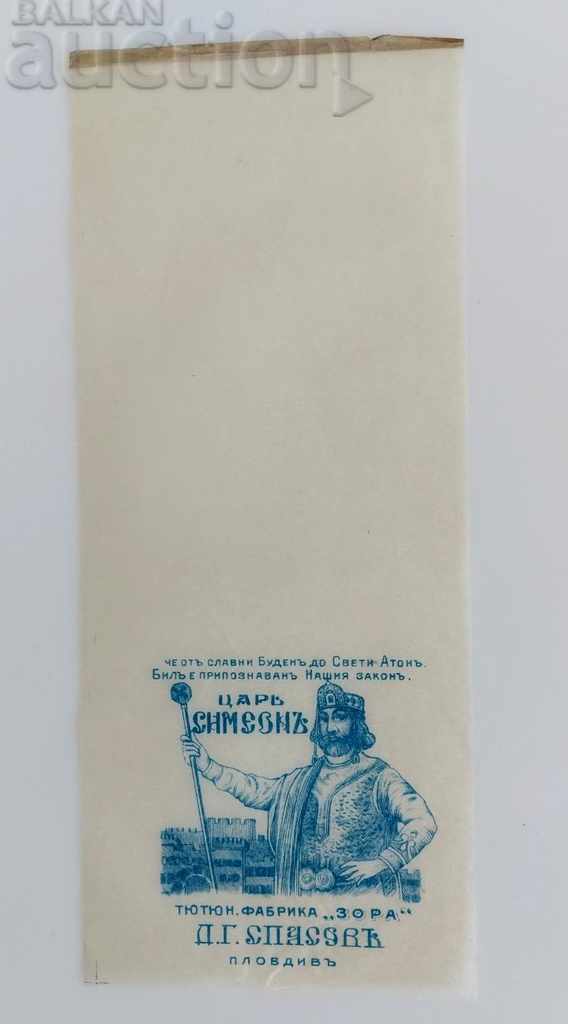 BALKAN
auction
ЧЕ ОТЪ СЛАВНИ БУДЕНЪ ДО СВЕТИ АТОНЪ.
БИЛЪ Е ПРИПОЗНАВАНЪ НАШИЯ ЗАКОНЪ.
ЦАРЬ
СИМЕОНЪ
ТЮТЮН. ФАБРИКА „ЗОРА“
Д. Г. СПАСОВЪ
ПЛОВДИВЪ